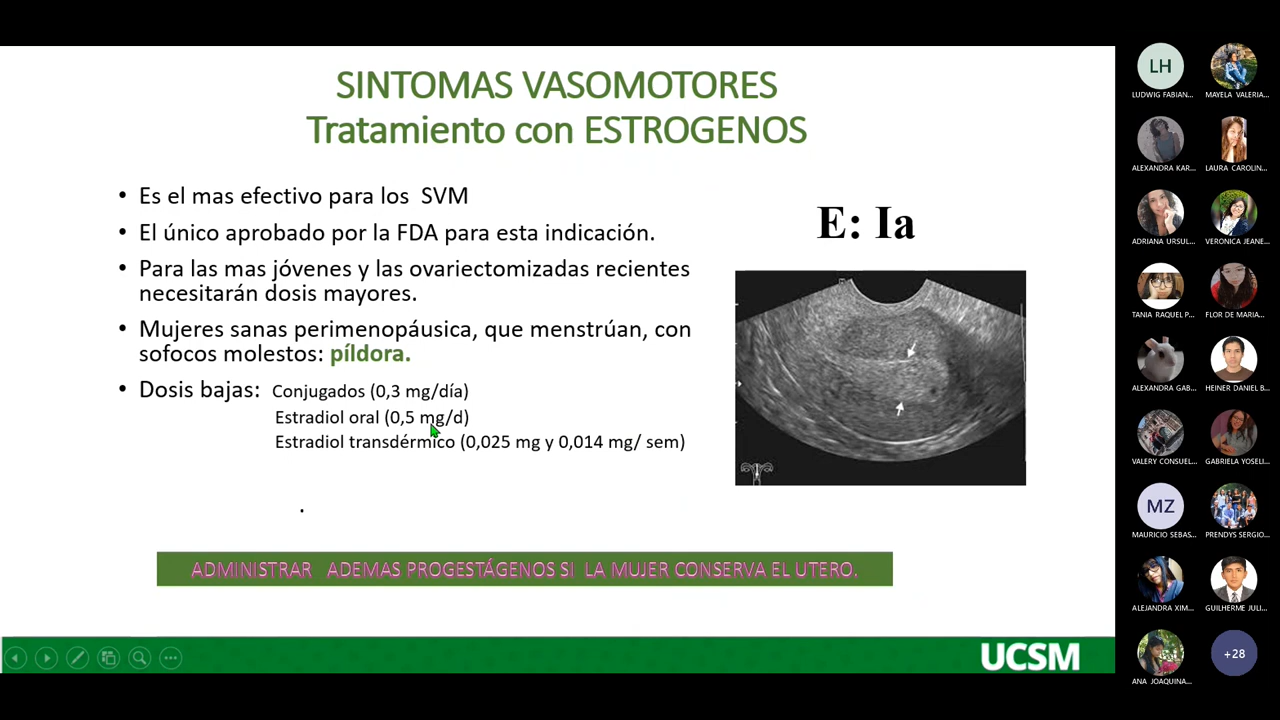 SINTOMAS VASOMOTORES
Tratamiento con ESTROGENOS
• Es el mas efectivo para los SVM
• El único aprobado por la FDA para esta indicación.
• Para las mas jóvenes y las ovariectomizadas recientes
necesitarán dosis mayores.
• Mujeres sanas perimenopáusica, que menstrúan, con
sofocos molestos: píldora.
• Dosis bajas: Conjugados (0,3 mg/día)
Estradiol oral (0,5 mg/d)
Estradiol transdérmico (0,025 mg y 0,014 mg/ sem)
.
E: Ia
ADMINISTRAR ADEMAS PROGESTÁGENOS SI LA MUJER CONSERVA EL UTERO.
UCSM
LH
LUDWIG FABIAN...
MAYELA VALERIA...
ALEXANDRA KAR...
LAURA CAROLIN...
ADRIANA URSUL...
VERONICA JEANE...
TANIA RAQUEL P...
FLOR DE MARIA...
ALEXANDRA GAB...
HEINER DANIEL B...
VALERY CONSUEL...
GABRIELA YOSELI...
MZ
MAURICIO SEBAS...
PRENDYS SERGIO...
ALEJANDRA XIM...
GUILHERME JULI...
ANA JOAQUINA...
+28